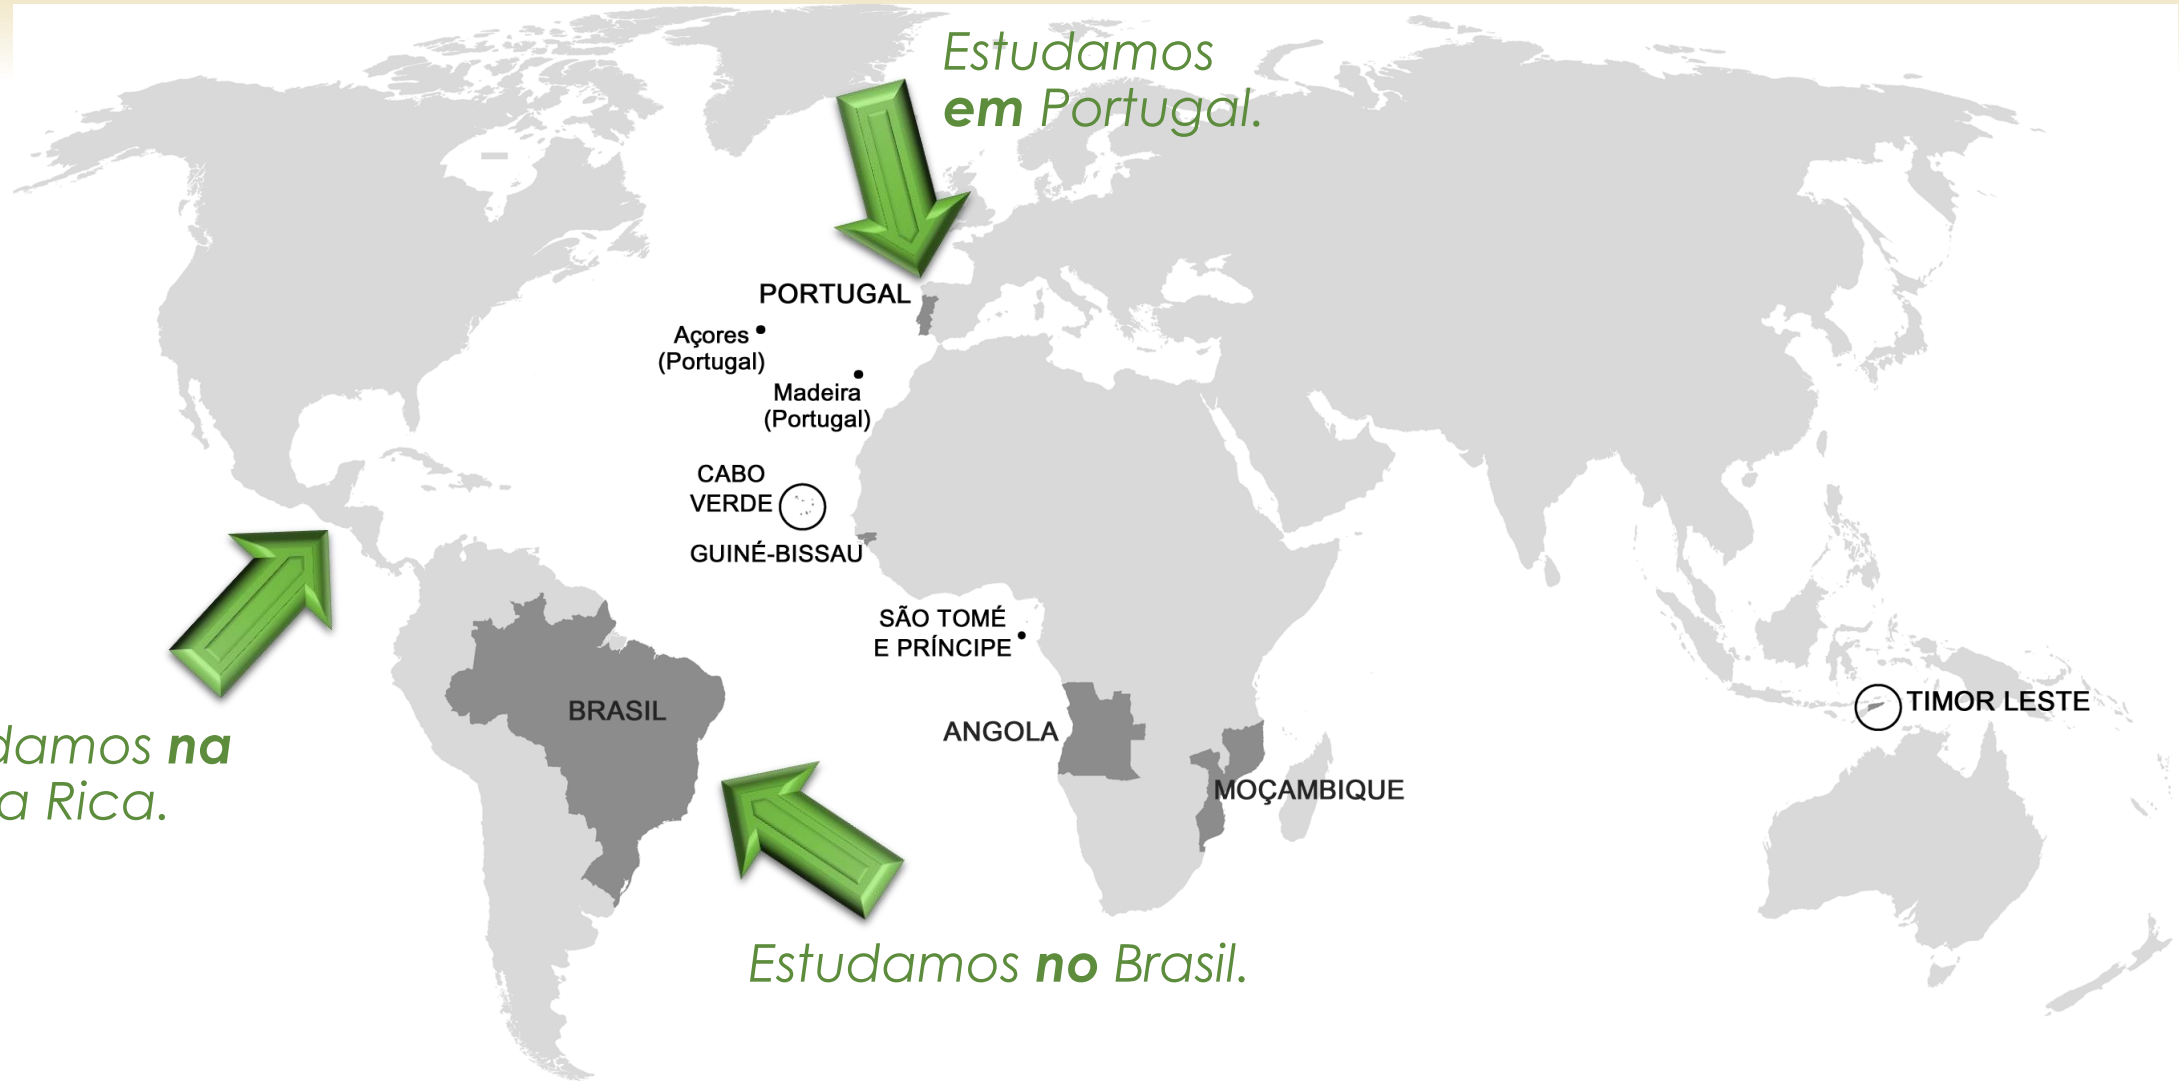 Estudamos
em Portugal.
PORTUGAL
Açores
(Portugal)
Madeira
(Portugal)
CABO
VERDE
GUINÉ-BISSAU
SÃO TOMÉ
E PRÍNCIPE
BRASIL
ANGOLA
MOÇAMBIQUE
TIMOR LESTE
na
Rica.
Estudamos no Brasil.